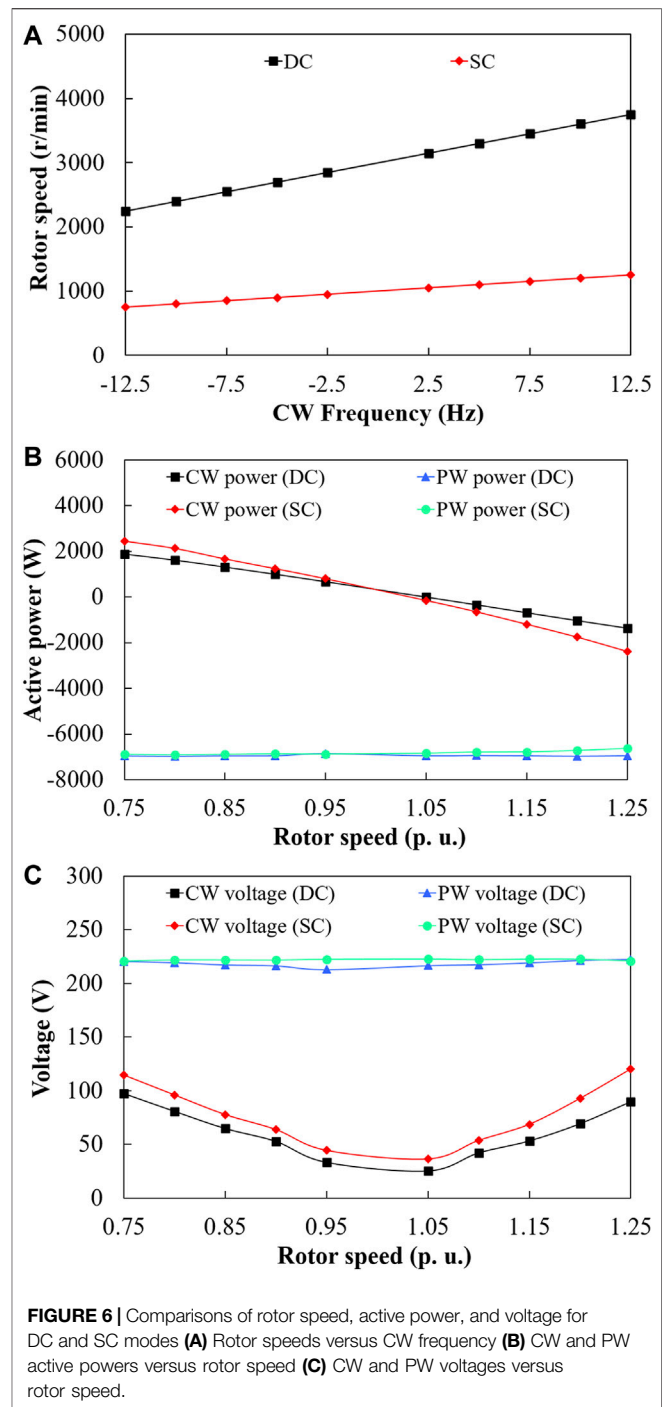 A
5000
DC
SC
4000
3000
2000
1000
0
Rotor speed (r/min)
-12.5 -7.5 -2.5 2.5 7.5 12.5
CW Frequency (Hz)
B
6000
CW power (DC) PW power (DC)
CW power (SC) PW power (SC)
4000
2000
0
-2000
-4000
-6000
-8000
Active power (W)
0.75 0.85 0.95 1.05 1.15 1.25
Rotor speed (p. u.)
C
300
CW voltage (DC) PW voltage (DC)
CW voltage (SC) PW voltage (SC)
250
200
150
100
50
0
Voltage (V)
0.75 0.85 0.95 1.05 1.15 1.25
Rotor speed (p. u.)
FIGURE 6 | Comparisons of rotor speed, active power, and voltage for
DC and SC modes (A) Rotor speeds versus CW frequency (B) CW and PW
active powers versus rotor speed (C) CW and PW voltages versus
rotor speed.